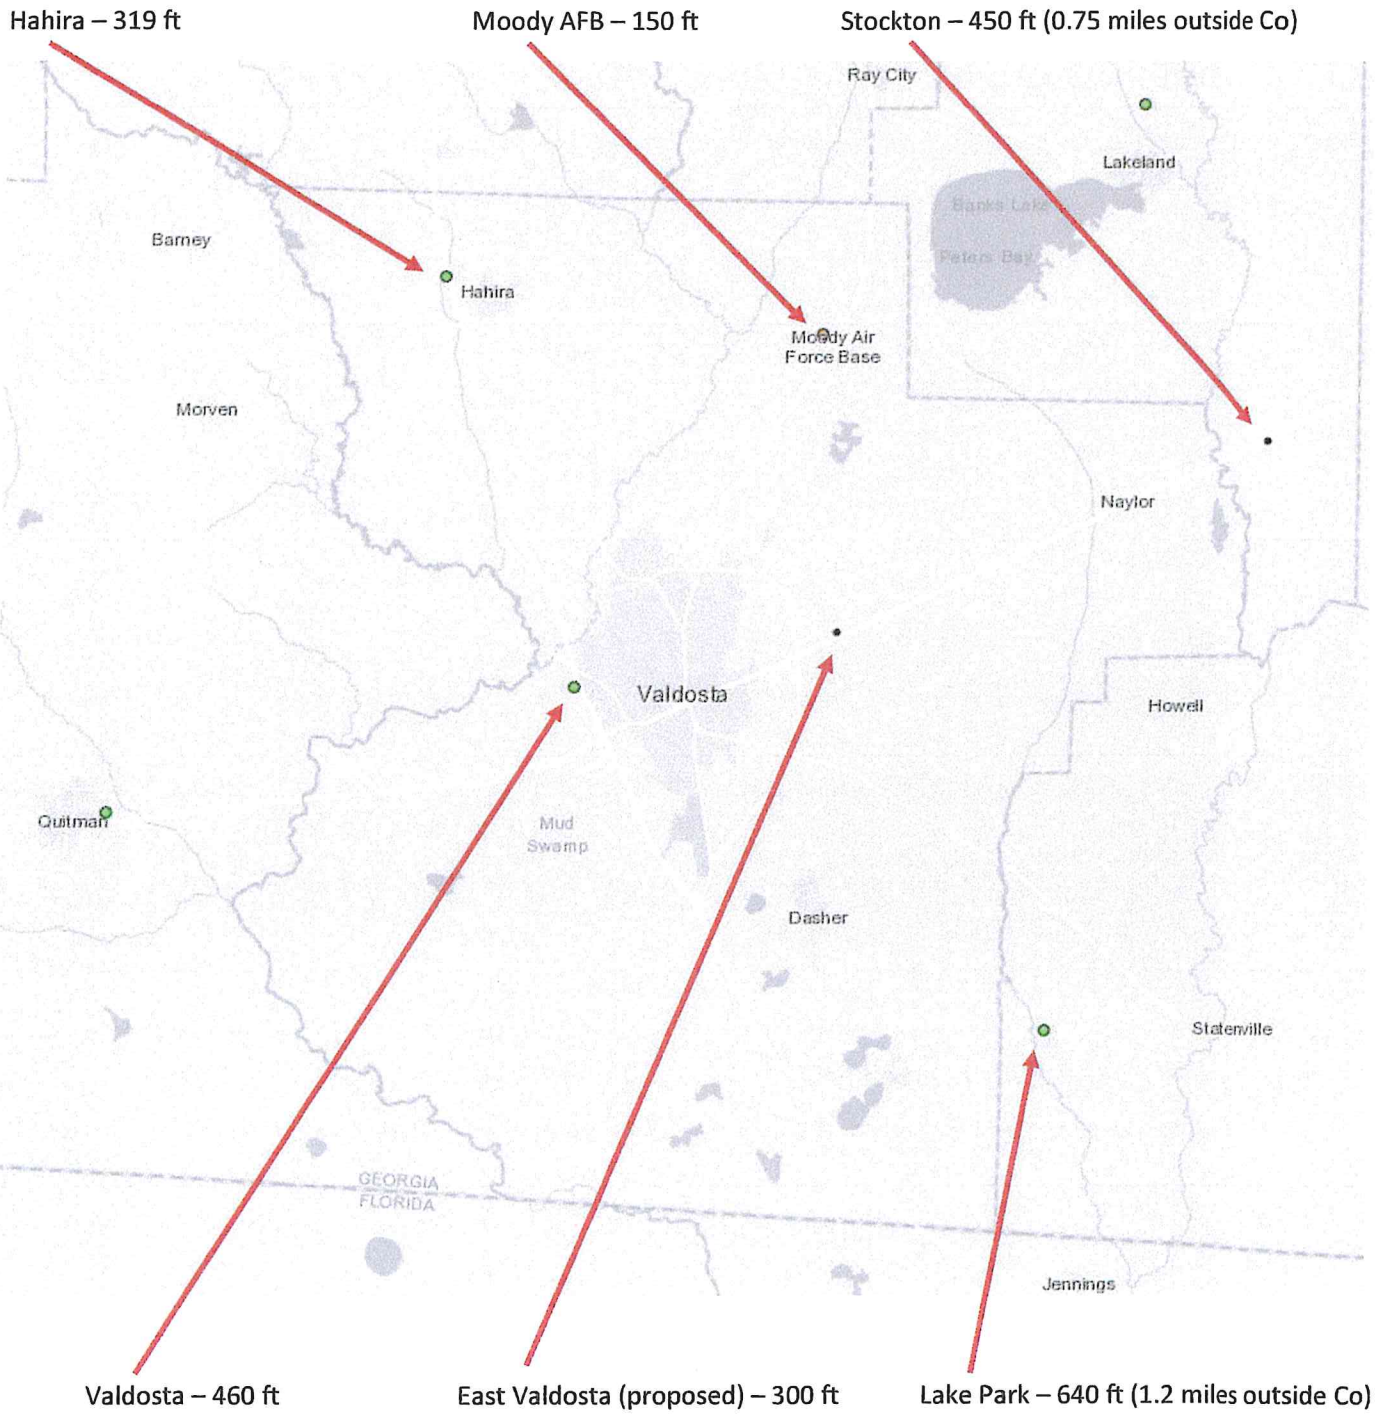 Hahira – 319 ft
Moody AFB – 150 ft
Stockton – 450 ft (0.75 miles outside Co)
Ray City
Lakeland
Banks Lake
Barney
Peters Bay
Hahira
Moody Air
Force Base
Morven
Naylor
Valdosta
Howell
Quitman
Mud
Swamp
Dasher
Statenville
GEORGIA
FLORIDA
Jennings
Valdosta – 460 ft
East Valdosta (proposed) – 300 ft
Lake Park – 640 ft (1.2 miles outside Co)